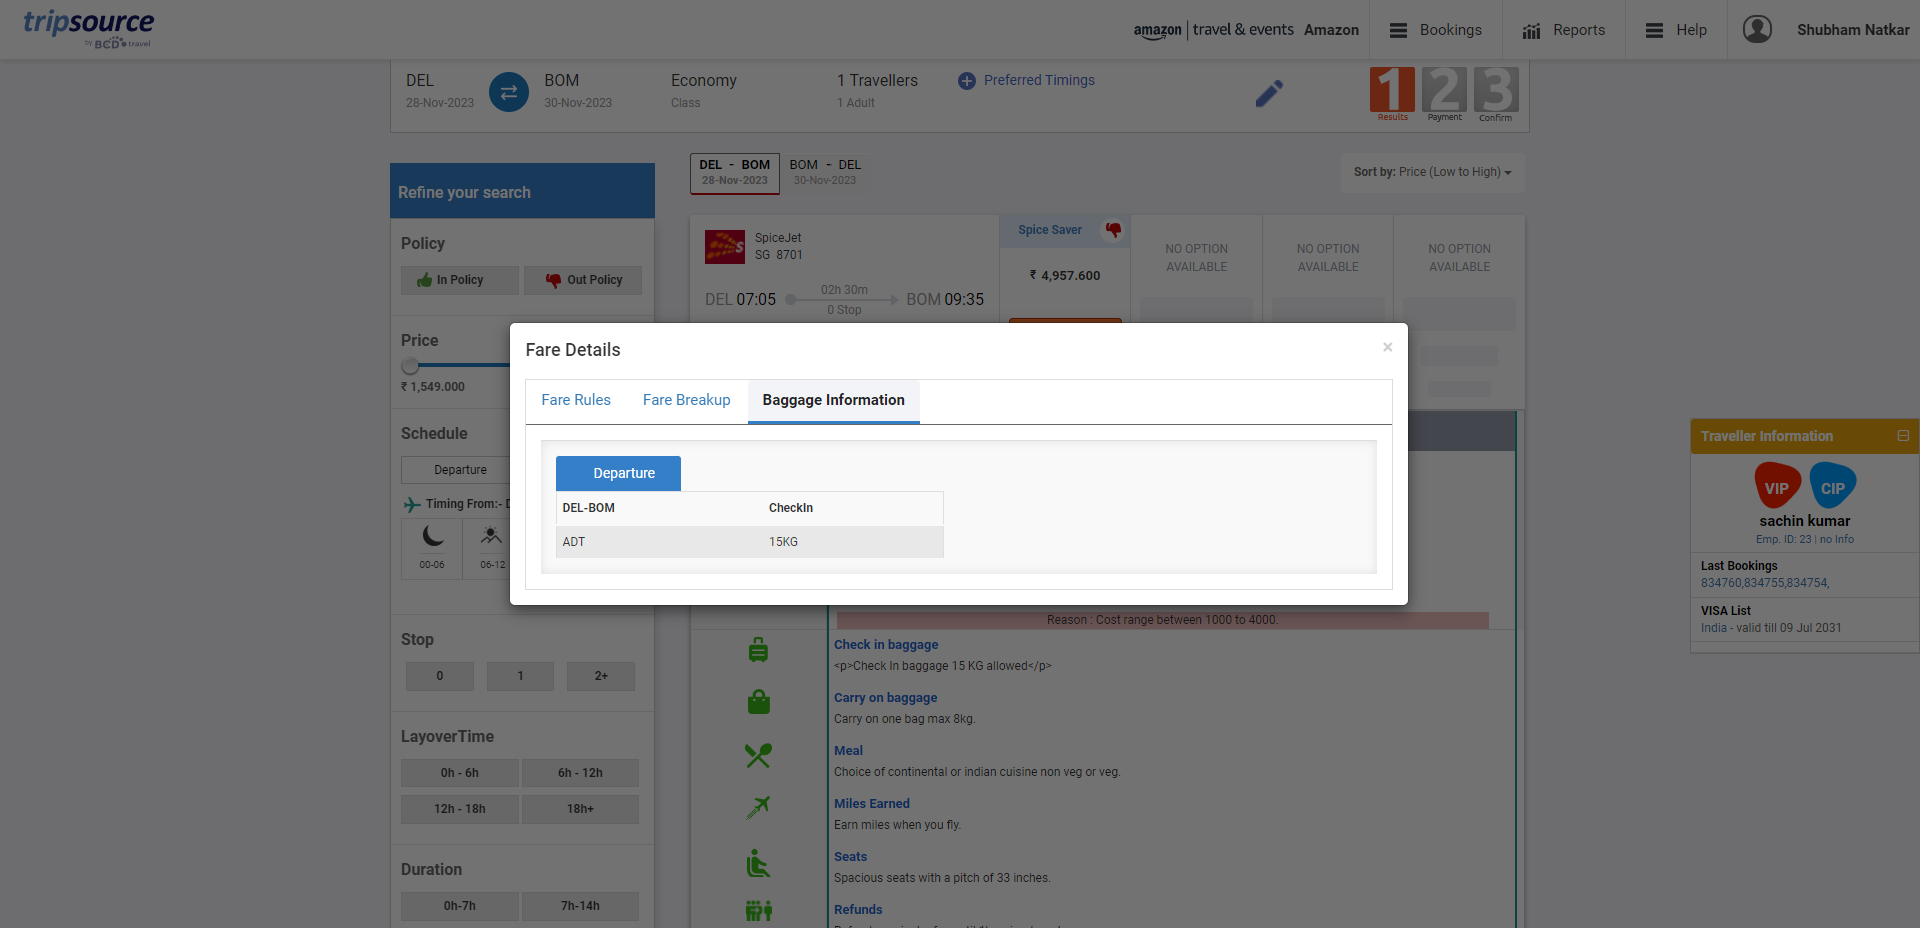 tripsource
by BCD travel
amazon | travel & events Amazon
Bookings
Reports
Help
Shubham Natkar
DEL
28-Nov-2023
BOM
30-Nov-2023
Economy
Class
1 Travellers
1 Adult
Preferred Timings
1 Results
2 Payment
3 Confirm
Refine your search
Policy
In Policy
Out Policy
Price
₹ 1,549.000
Schedule
Departure
Timing From:-
00-06
06-12
Stop
0
1
2+
LayoverTime
0h - 6h
6h - 12h
12h - 18h
18h+
Duration
0h-7h
7h-14h
DEL - BOM
28-Nov-2023
BOM - DEL
30-Nov-2023
Sort by: Price (Low to High)
SpiceJet
SG 8701
DEL 07:05
02h 30m
0 Stop
BOM 09:35
Spice Saver
₹ 4,957.600
NO OPTION
AVAILABLE
NO OPTION
AVAILABLE
NO OPTION
AVAILABLE
Fare Details
×
Fare Rules
Fare Breakup
Baggage Information
Departure
DEL-BOM CheckIn
ADT 15KG
Reason : Cost range between 1000 to 4000.
Check in baggage
<p>Check In baggage 15 KG allowed</p>
Carry on baggage
Carry on one bag max 8kg.
Meal
Choice of continental or indian cuisine non veg or veg.
Miles Earned
Earn miles when you fly.
Seats
Spacious seats with a pitch of 33 inches.
Refunds
Traveller Information
VIP
CIP
sachin kumar
Emp. ID: 23 | no Info
Last Bookings
834760,834755,834754,
VISA List
India - valid till 09 Jul 2031